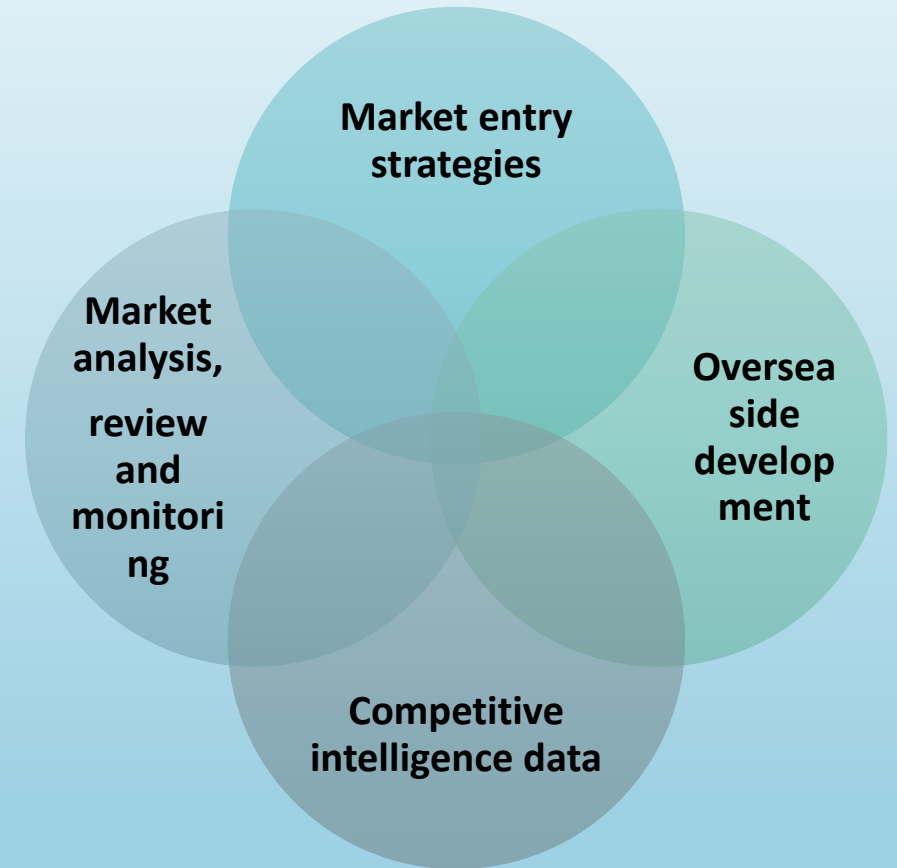 Market entry
strategies
Market
analysis,
review
and
monitori
ng
Oversea
side
develop
ment
Competitive
intelligence data